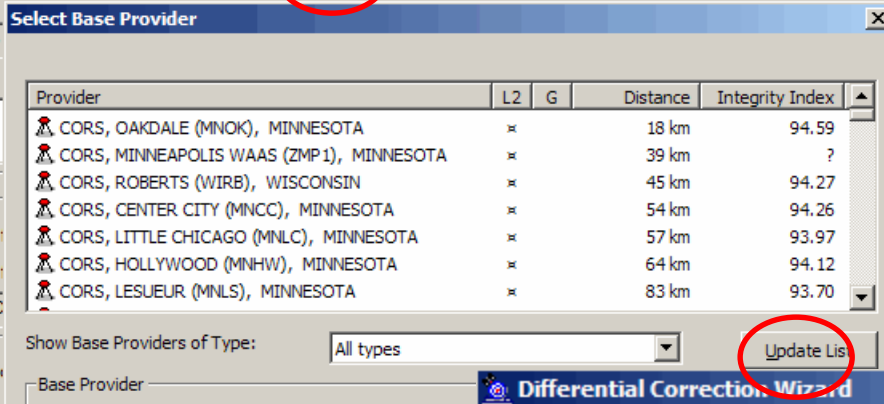 Select Base Provider
Provider L2 G Distance Integrity Index
CORS, OAKDALE (MNOK), MINNESOTA ¤ 18 km 94.59
CORS, MINNEAPOLIS WAAS (ZMP1), MINNESOTA ¤ 39 km ?
CORS, ROBERTS (WIRB), WISCONSIN ¤ 45 km 94.27
CORS, CENTER CITY (MNCC), MINNESOTA ¤ 54 km 94.26
CORS, LITTLE CHICAGO (MNLC), MINNESOTA ¤ 57 km 93.97
CORS, HOLLYWOOD (MNHW), MINNESOTA ¤ 64 km 94.12
CORS, LESUEUR (MNLS), MINNESOTA ¤ 83 km 93.70
Show Base Providers of Type: All types Update List
Base Provider
Differential Correction Wizard